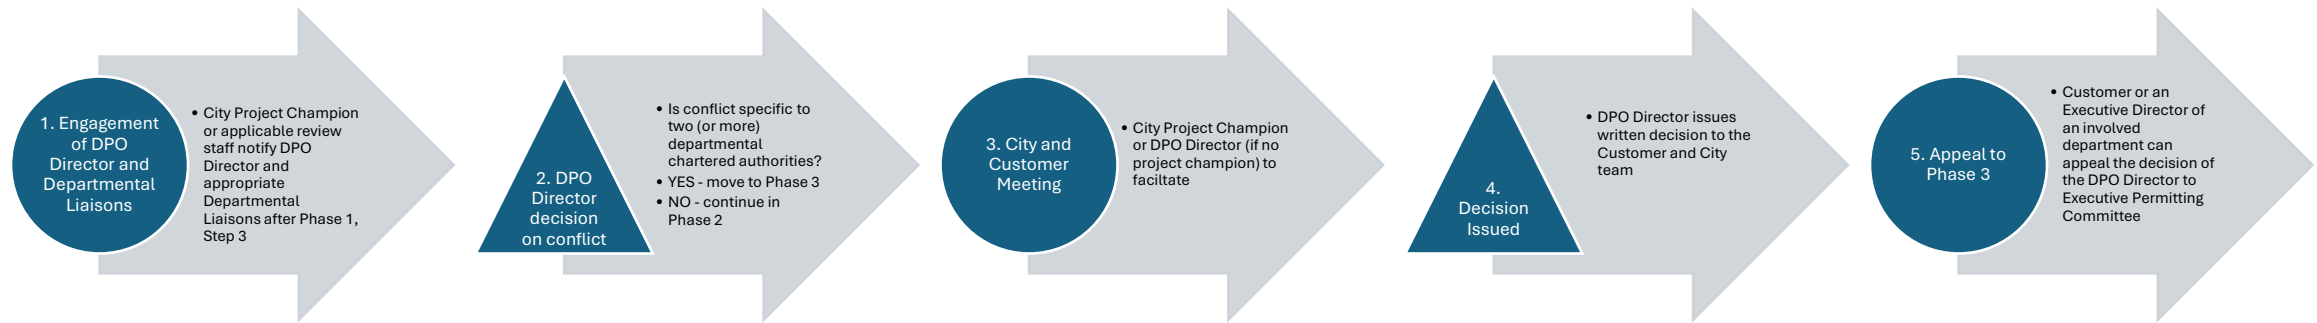 1. Engagement
of DPO
Director and
Departmental
Liaisons
• City Project Champion
or applicable review
staff notify DPO
Director and
appropriate
Departmental
Liaisons after Phase 1,
Step 3
2. DPO
Director
decision
on conflict
• Is conflict specific to
two (or more)
departmental
chartered authorities?
• YES - move to Phase 3
• NO - continue in
Phase 2
3. City and
Customer
Meeting
• City Project Champion
or DPO Director (if no
project champion) to
faciltate
4.
Decision
Issued
• DPO Director issues
written decision to the
Customer and City
team
5. Appeal to
Phase 3
• Customer or an
Executive Director of
an involved
department can
appeal the decision of
the DPO Director to
Executive Permitting
Committee